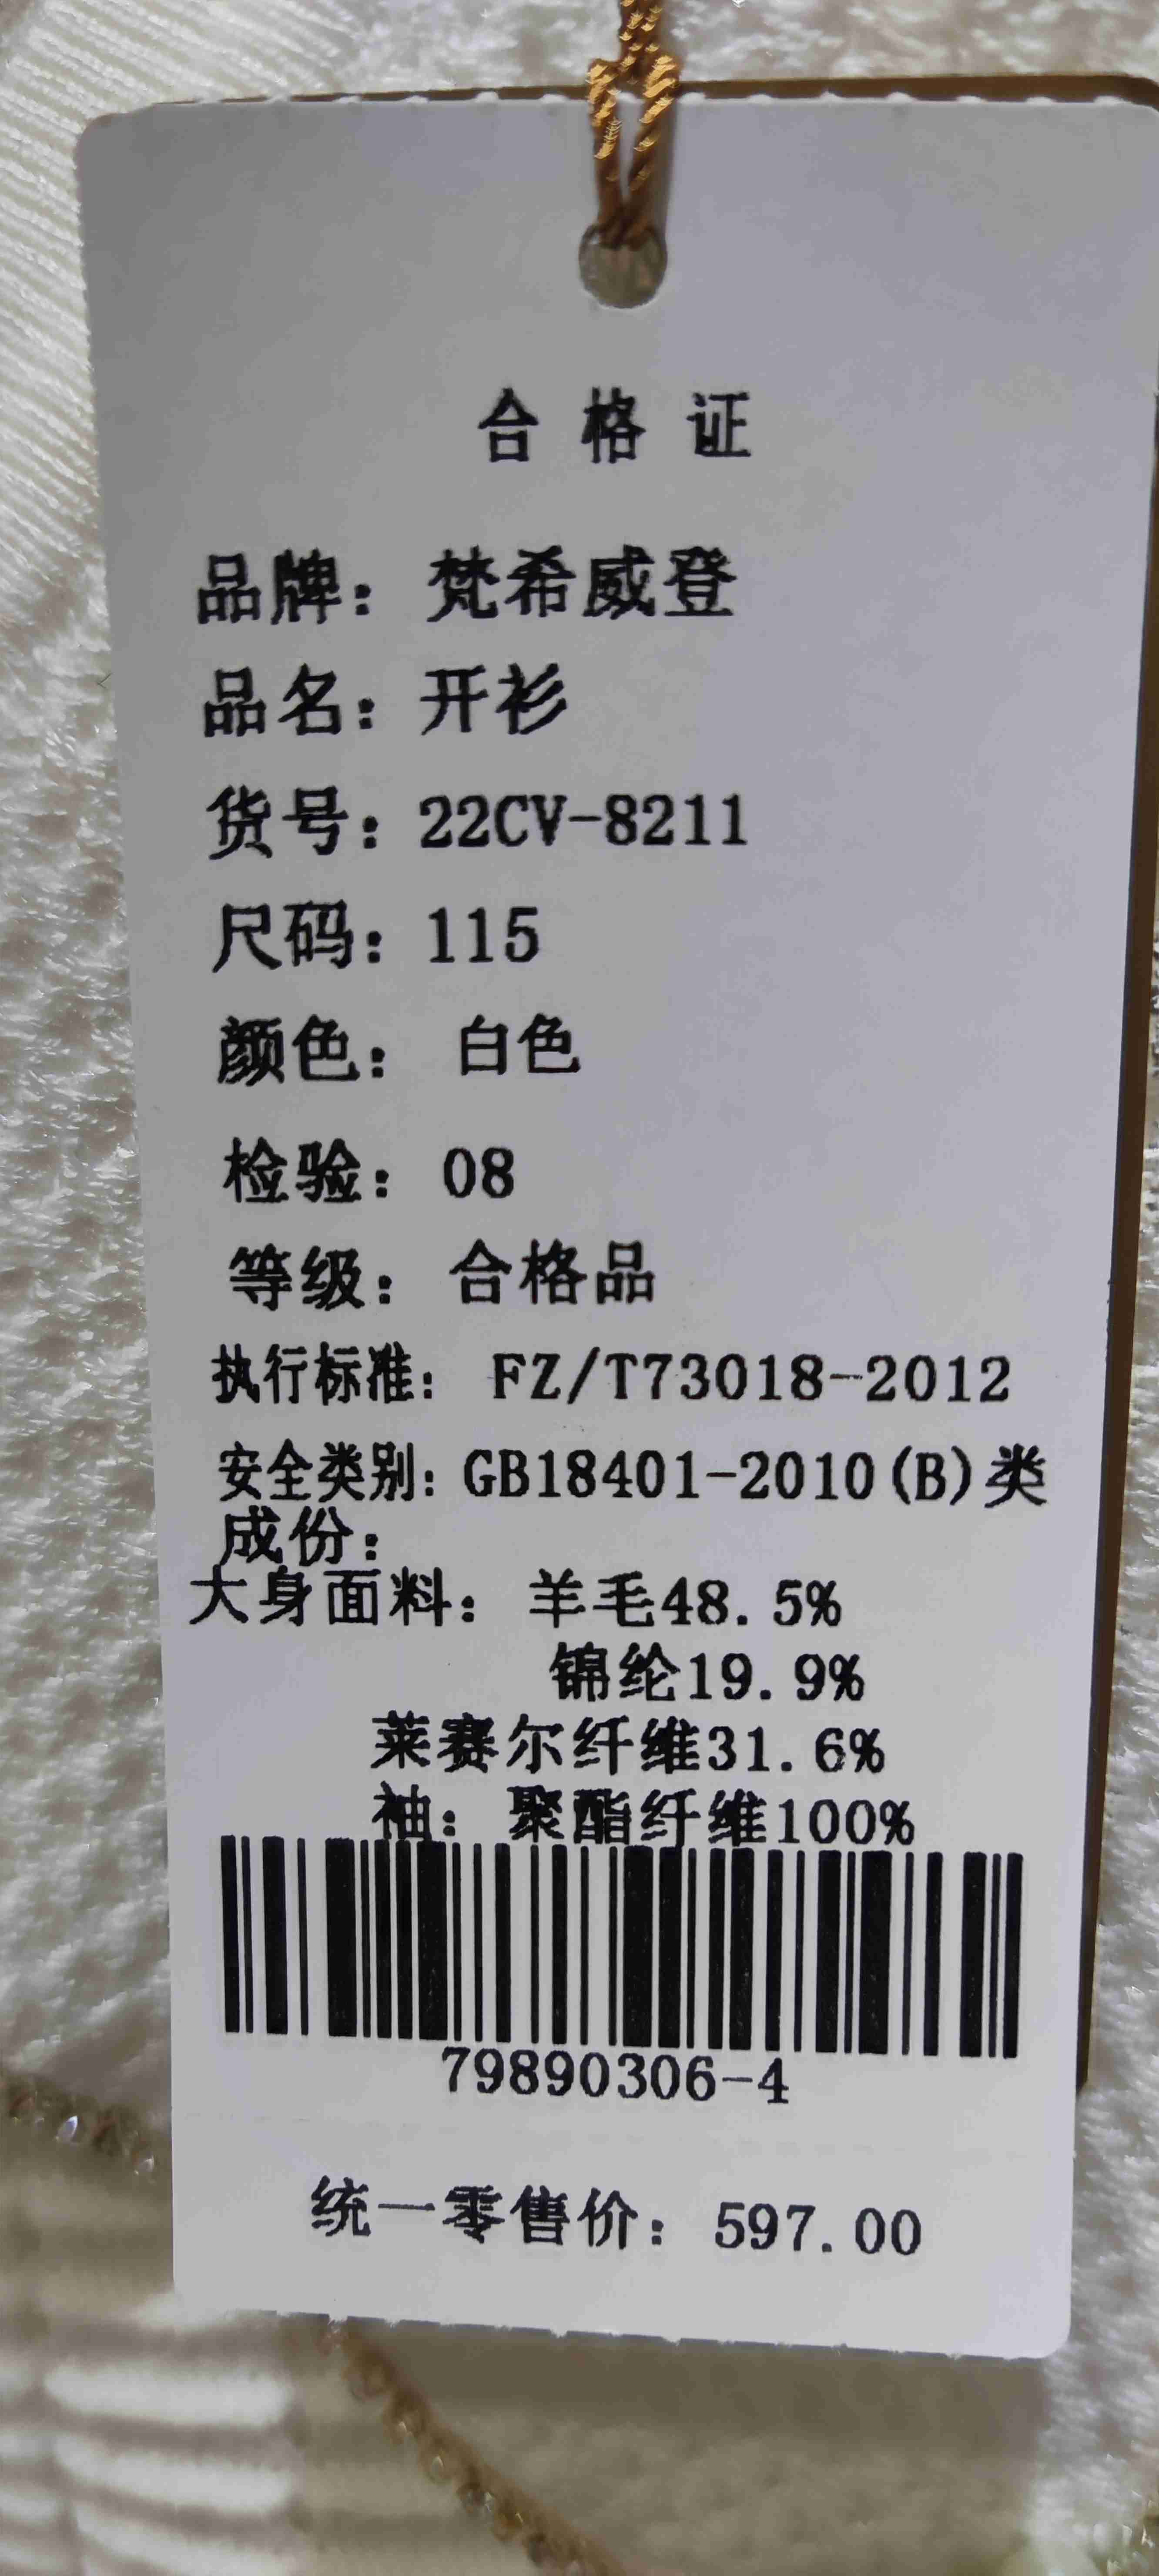 合格证
品牌：梵希威登
品名：开衫
货号：22CV-8211
尺码：115
颜色：白色
检验：08
等级：合格品
执行标准：FZ/T73018-2012
安全类别：GB18401-2010(B)类
成份：
大身面料：羊毛48.5%
锦纶19.9%
莱赛尔纤维31.6%
袖：聚酯纤维100%
79890306-4
统一零售价：597.00